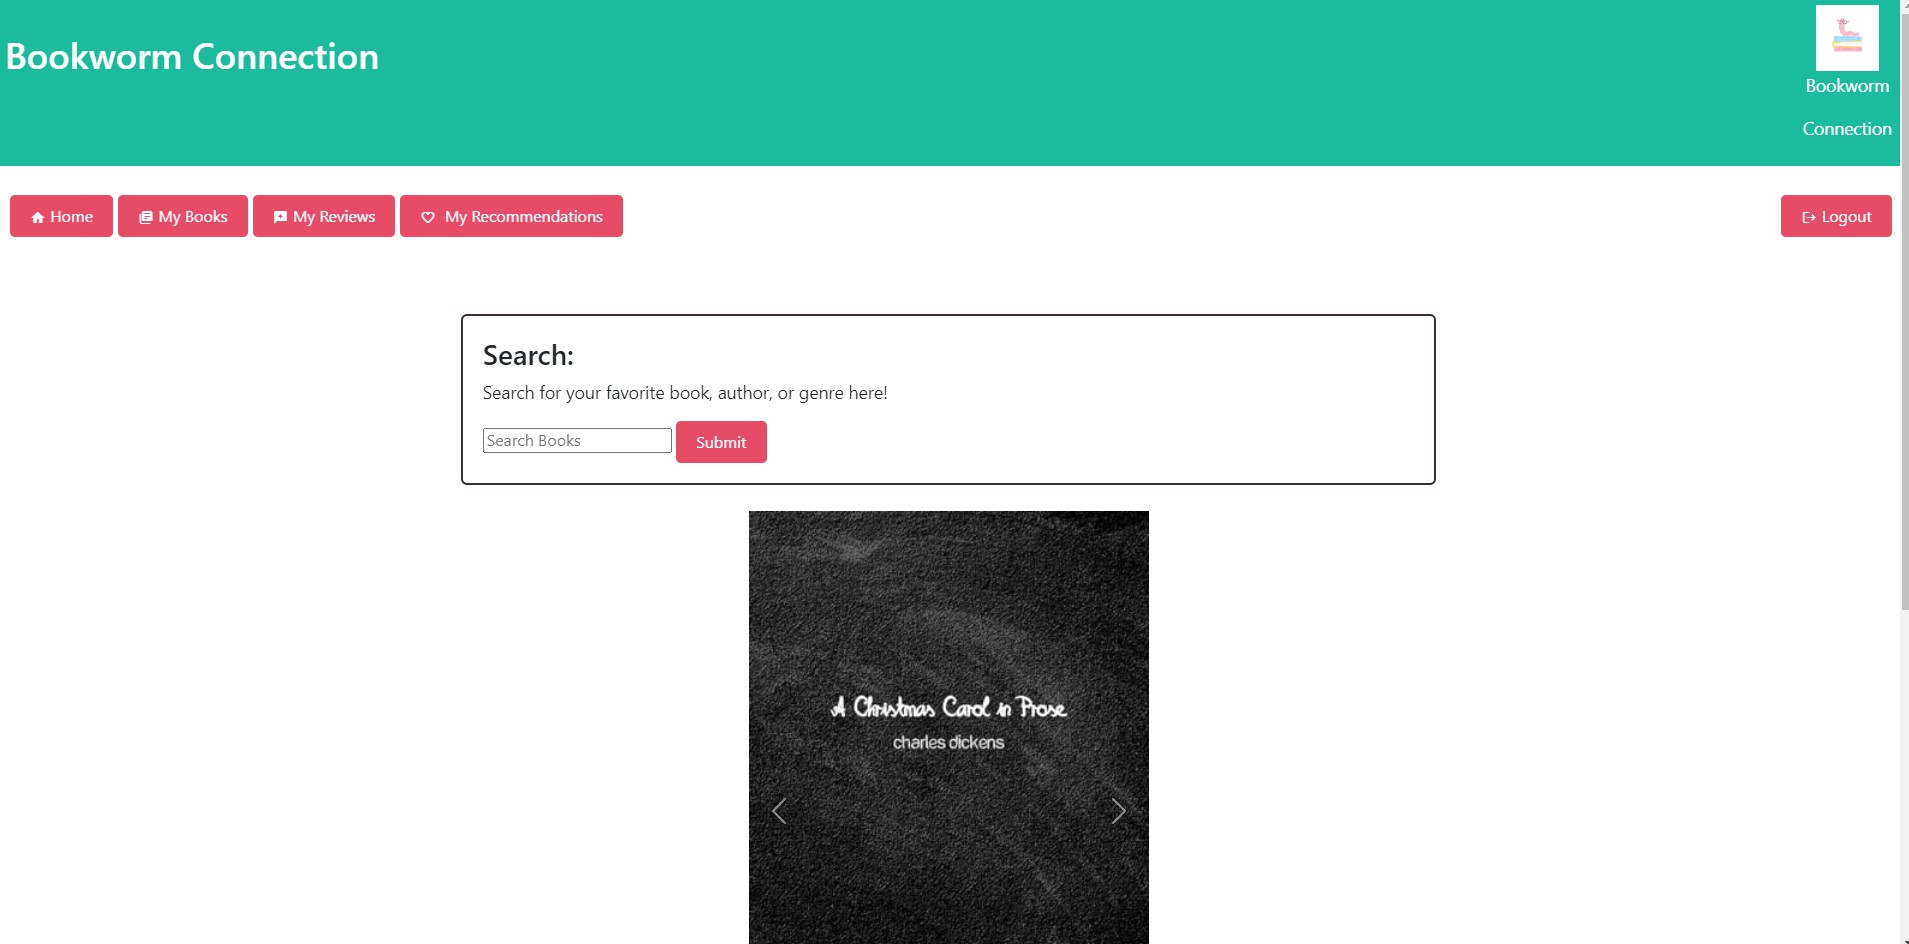 Bookworm Connection
Bookworm
Connection
Home
My Books
My Reviews
My Recommendations
Logout
Search:
Search for your favorite book, author, or genre here!
Search Books
Submit
A Christmas Carol in Prose
charles dickens